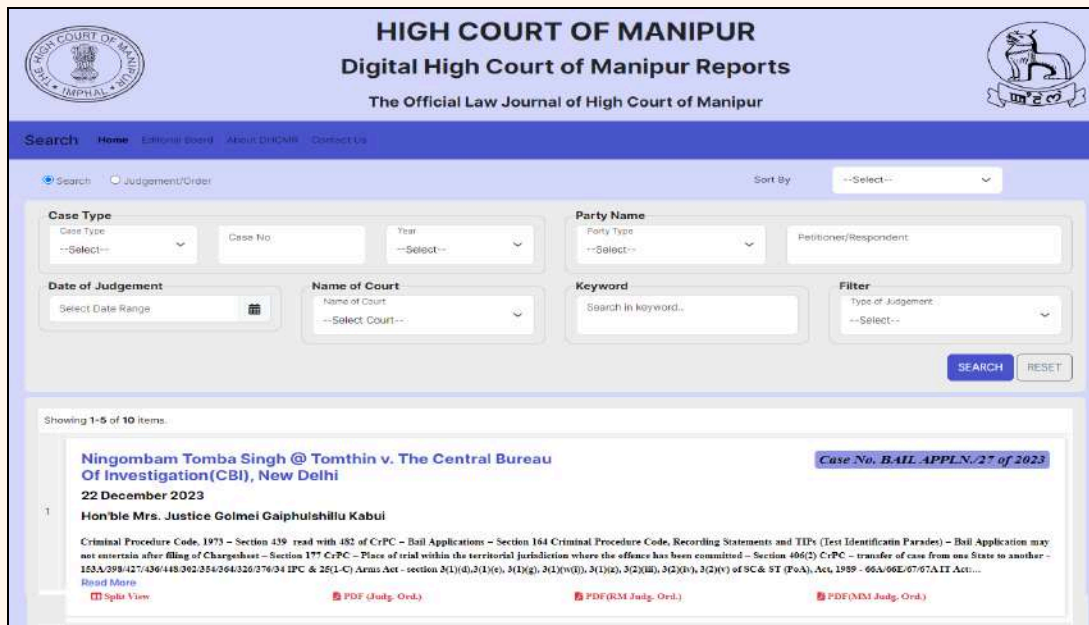 HIGH COURT OF MANIPUR
Digital High Court of Manipur Reports
The Official Law Journal of High Court of Manipur
THE HIGH COURT OF MANIPUR
IMPHAL
Search Home Editorial Board About DHCMR Contact Us
Search Judgement/Order Sort By --Select--
Case Type Party Name
Case Type Case No Year Party Type Petitioner/Respondent
--Select-- --Select-- --Select--
Date of Judgement Name of Court Keyword Filter
Select Date Range Name of Court Search in keyword.. Type of Judgement
--Select Court-- --Select--
SEARCH RESET
Showing 1-5 of 10 items.
1
Ningombam Tomba Singh @ Tomthin v. The Central Bureau Case No. BAIL APPLN./27 of 2023
Of Investigation(CBI), New Delhi
22 December 2023
Hon'ble Mrs. Justice Golmei Gaiphulshillu Kabui
Criminal Procedure Code, 1973 – Section 439 read with 482 of CrPC – Bail Applications – Section 164 Criminal Procedure Code, Recording Statements and TIPs (Test Identificatin Parades) – Bail Application may
not entertain after filing of Chargesheet – Section 177 CrPC – Place of trial within the territorial jurisdiction where the offence has been committed – Section 406(2) CrPC – transfer of case from one State to another -
153A/398/427/436/448/302/354/364/326/376/34 IPC & 25(1-C) Arms Act - section 3(1)(d),3(1)(e), 3(1)(g), 3(1)(w(i)), 3(1)(z), 3(2)(iii), 3(2)(iv), 3(2)(v) of SC & ST (PoA), Act, 1989 - 66A/66E/67/67A IT Act:...
Read More
Split View PDF (Judg. Ord.) PDF(RM Judg. Ord.) PDF(MM Judg. Ord.)